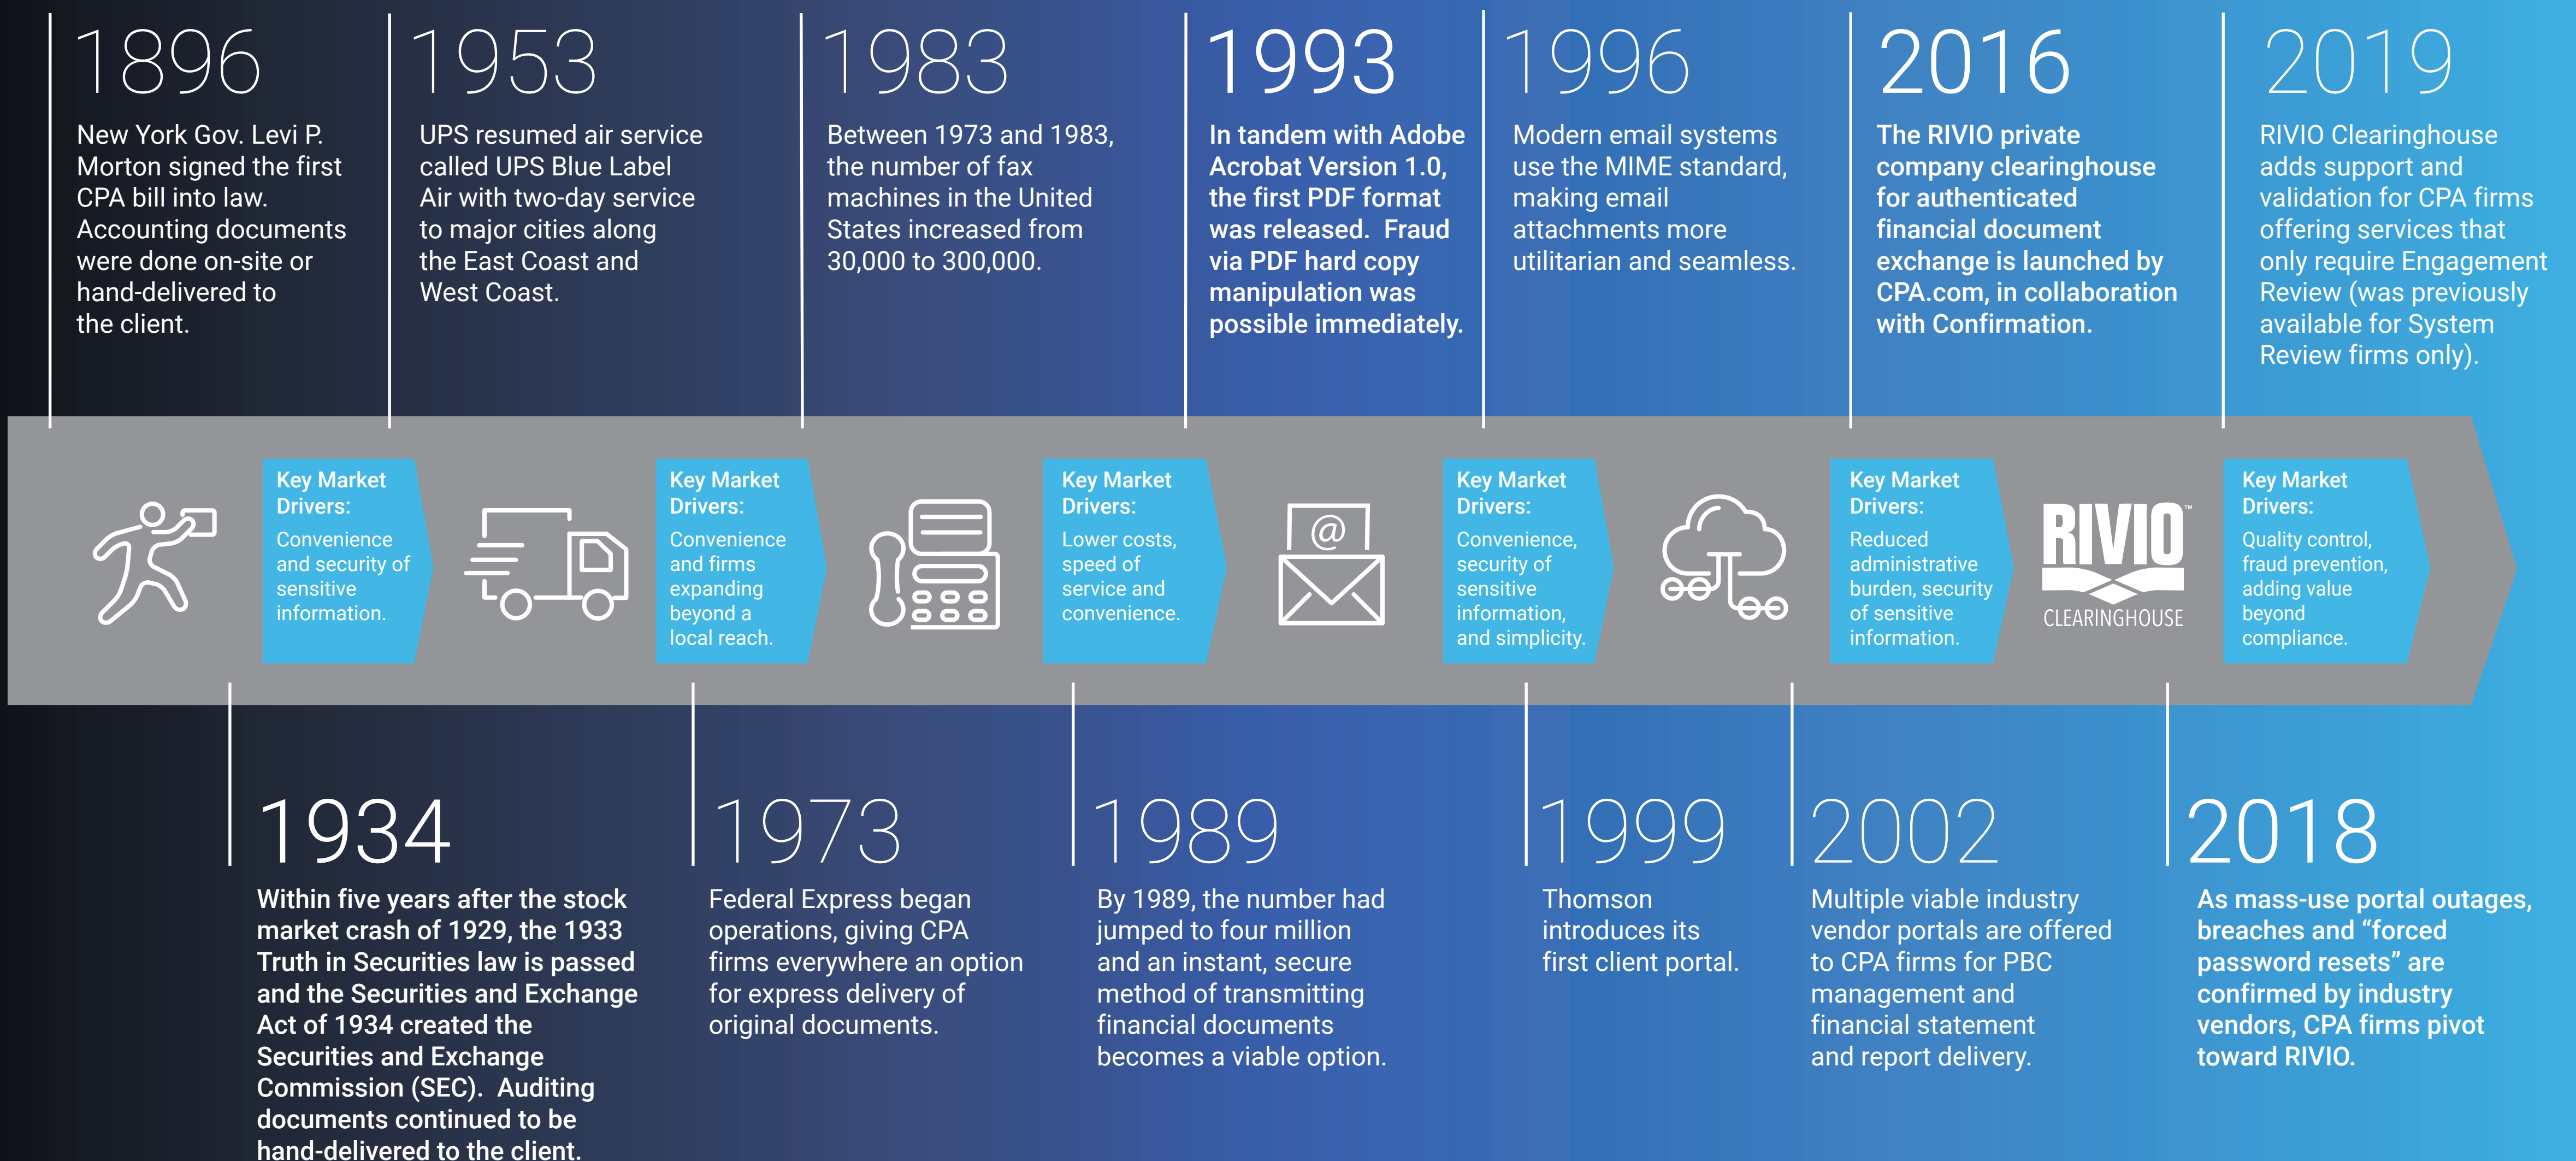 1896
New York Gov. Levi P.
Morton signed the first
CPA bill into law.
Accounting documents
were done on-site or
hand-delivered to
the client.
1953
UPS resumed air service
called UPS Blue Label
Air with two-day service
to major cities along
the East Coast and
West Coast.
1983
Between 1973 and 1983,
the number of fax
machines in the United
States increased from
30,000 to 300,000.
1993
In tandem with Adobe
Acrobat Version 1.0,
the first PDF format
was released.  Fraud
via PDF hard copy
manipulation was
possible immediately.
1996
Modern email systems
use the MIME standard,
making email
attachments more
utilitarian and seamless.
2016
The RIVIO private
company clearinghouse
for authenticated
financial document
exchange is launched by
CPA.com, in collaboration
with Confirmation.
2019
RIVIO Clearinghouse
adds support and
validation for CPA firms
offering services that
only require Engagement
Review (was previously
available for System
Review firms only).
Key Market
Drivers:
Convenience
and security of
sensitive
information.
Key Market
Drivers:
Convenience
and firms
expanding
beyond a
local reach.
Key Market
Drivers:
Lower costs,
speed of
service and
convenience.
@
Key Market
Drivers:
Convenience,
security of
sensitive
information,
and simplicity.
Key Market
Drivers:
Reduced
administrative
burden, security
of sensitive
information.
RIVIO™
CLEARINGHOUSE
Key Market
Drivers:
Quality control,
fraud prevention,
adding value
beyond
compliance.
1934
Within five years after the stock
market crash of 1929, the 1933
Truth in Securities law is passed
and the Securities and Exchange
Act of 1934 created the
Securities and Exchange
Commission (SEC).  Auditing
documents continued to be
hand-delivered to the client.
1973
Federal Express began
operations, giving CPA
firms everywhere an option
for express delivery of
original documents.
1989
By 1989, the number had
jumped to four million
and an instant, secure
method of transmitting
financial documents
becomes a viable option.
1999
Thomson
introduces its
first client portal.
2002
Multiple viable industry
vendor portals are offered
to CPA firms for PBC
management and
financial statement
and report delivery.
2018
As mass-use portal outages,
breaches and “forced
password resets” are
confirmed by industry
vendors, CPA firms pivot
toward RIVIO.